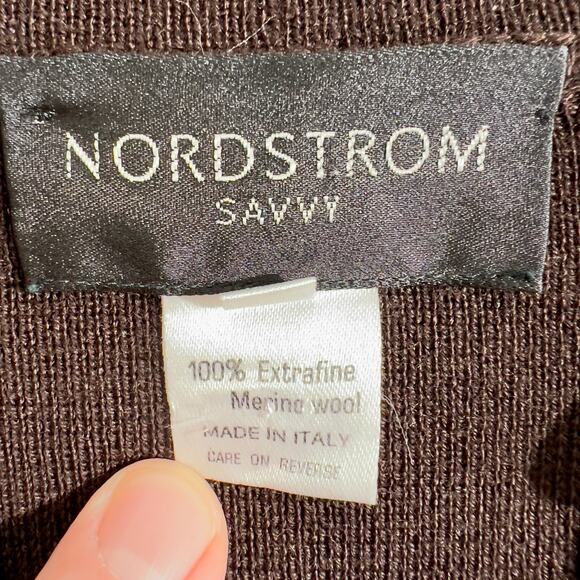 NORDSTROM
SAVVY
100% Extrafine
Merino wool
MADE IN ITALY
CARE ON REVERSE